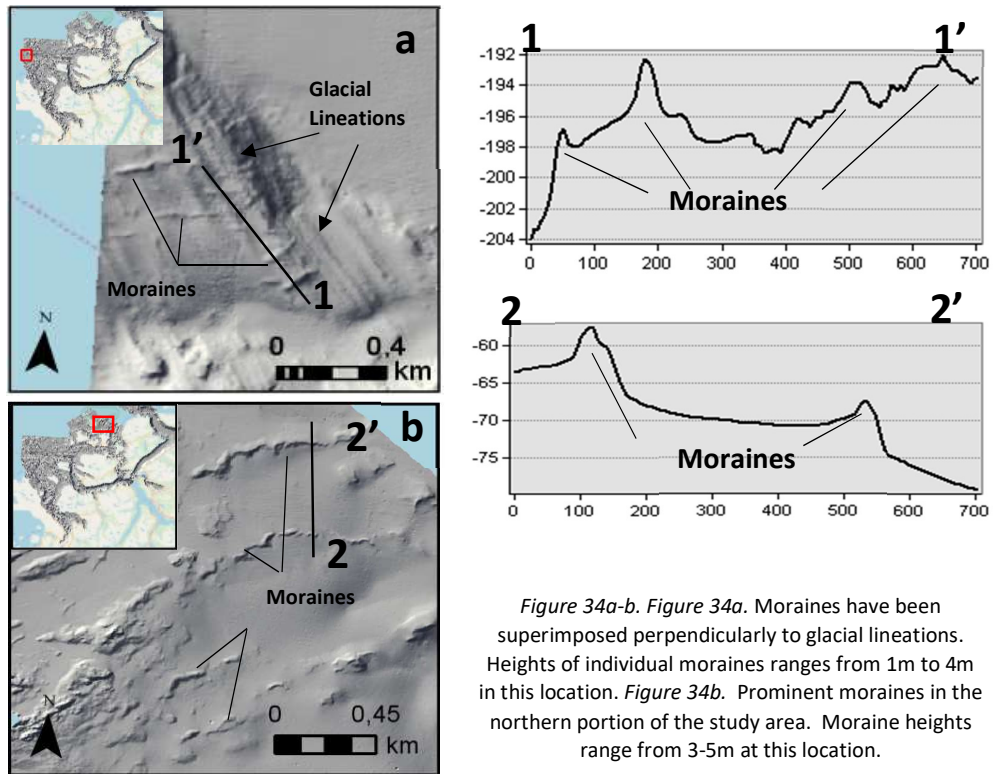 a
Glacial
Lineations
1’
Moraines
1
N
0 0,4
km
b
2’
2
Moraines
N
0 0,45
km
1 1’
-192
-194
-196
-198
-200
-202
-204
Moraines
0 100 200 300 400 500 600 700
2 2’
-60
-65
-70
-75
Moraines
0 100 200 300 400 500 600 700
Figure 34a-b. Figure 34a. Moraines have been
superimposed perpendicularly to glacial lineations.
Heights of individual moraines ranges from 1m to 4m
in this location. Figure 34b. Prominent moraines in the
northern portion of the study area. Moraine heights
range from 3-5m at this location.